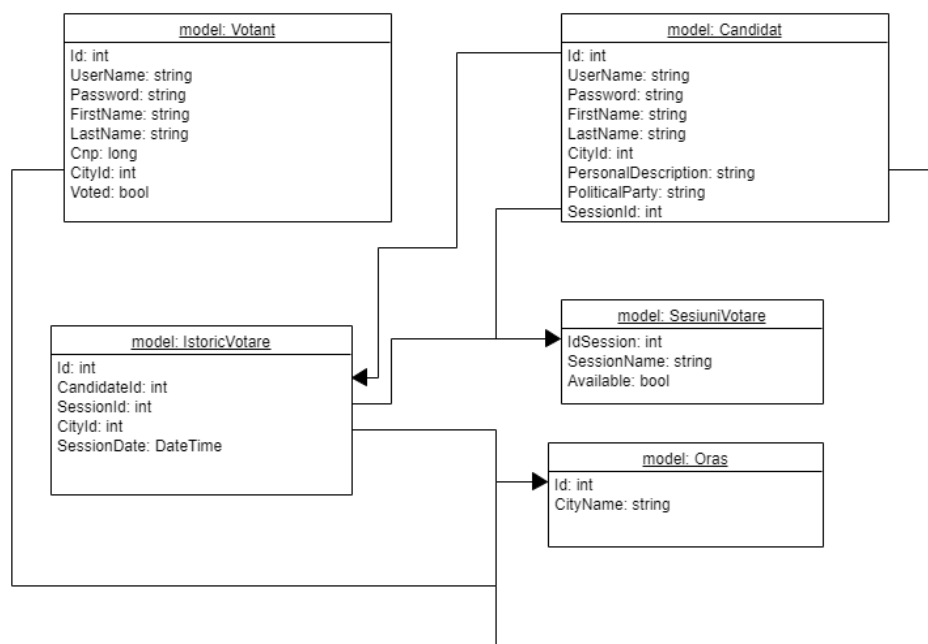 model: Votant
Id: int
UserName: string
Password: string
FirstName: string
LastName: string
Cnp: long
CityId: int
Voted: bool
model: Candidat
Id: int
UserName: string
Password: string
FirstName: string
LastName: string
CityId: int
PersonalDescription: string
PoliticalParty: string
SessionId: int
model: IstoricVotare
Id: int
CandidateId: int
SessionId: int
CityId: int
SessionDate: DateTime
model: SesiuniVotare
IdSession: int
SessionName: string
Available: bool
model: Oras
Id: int
CityName: string